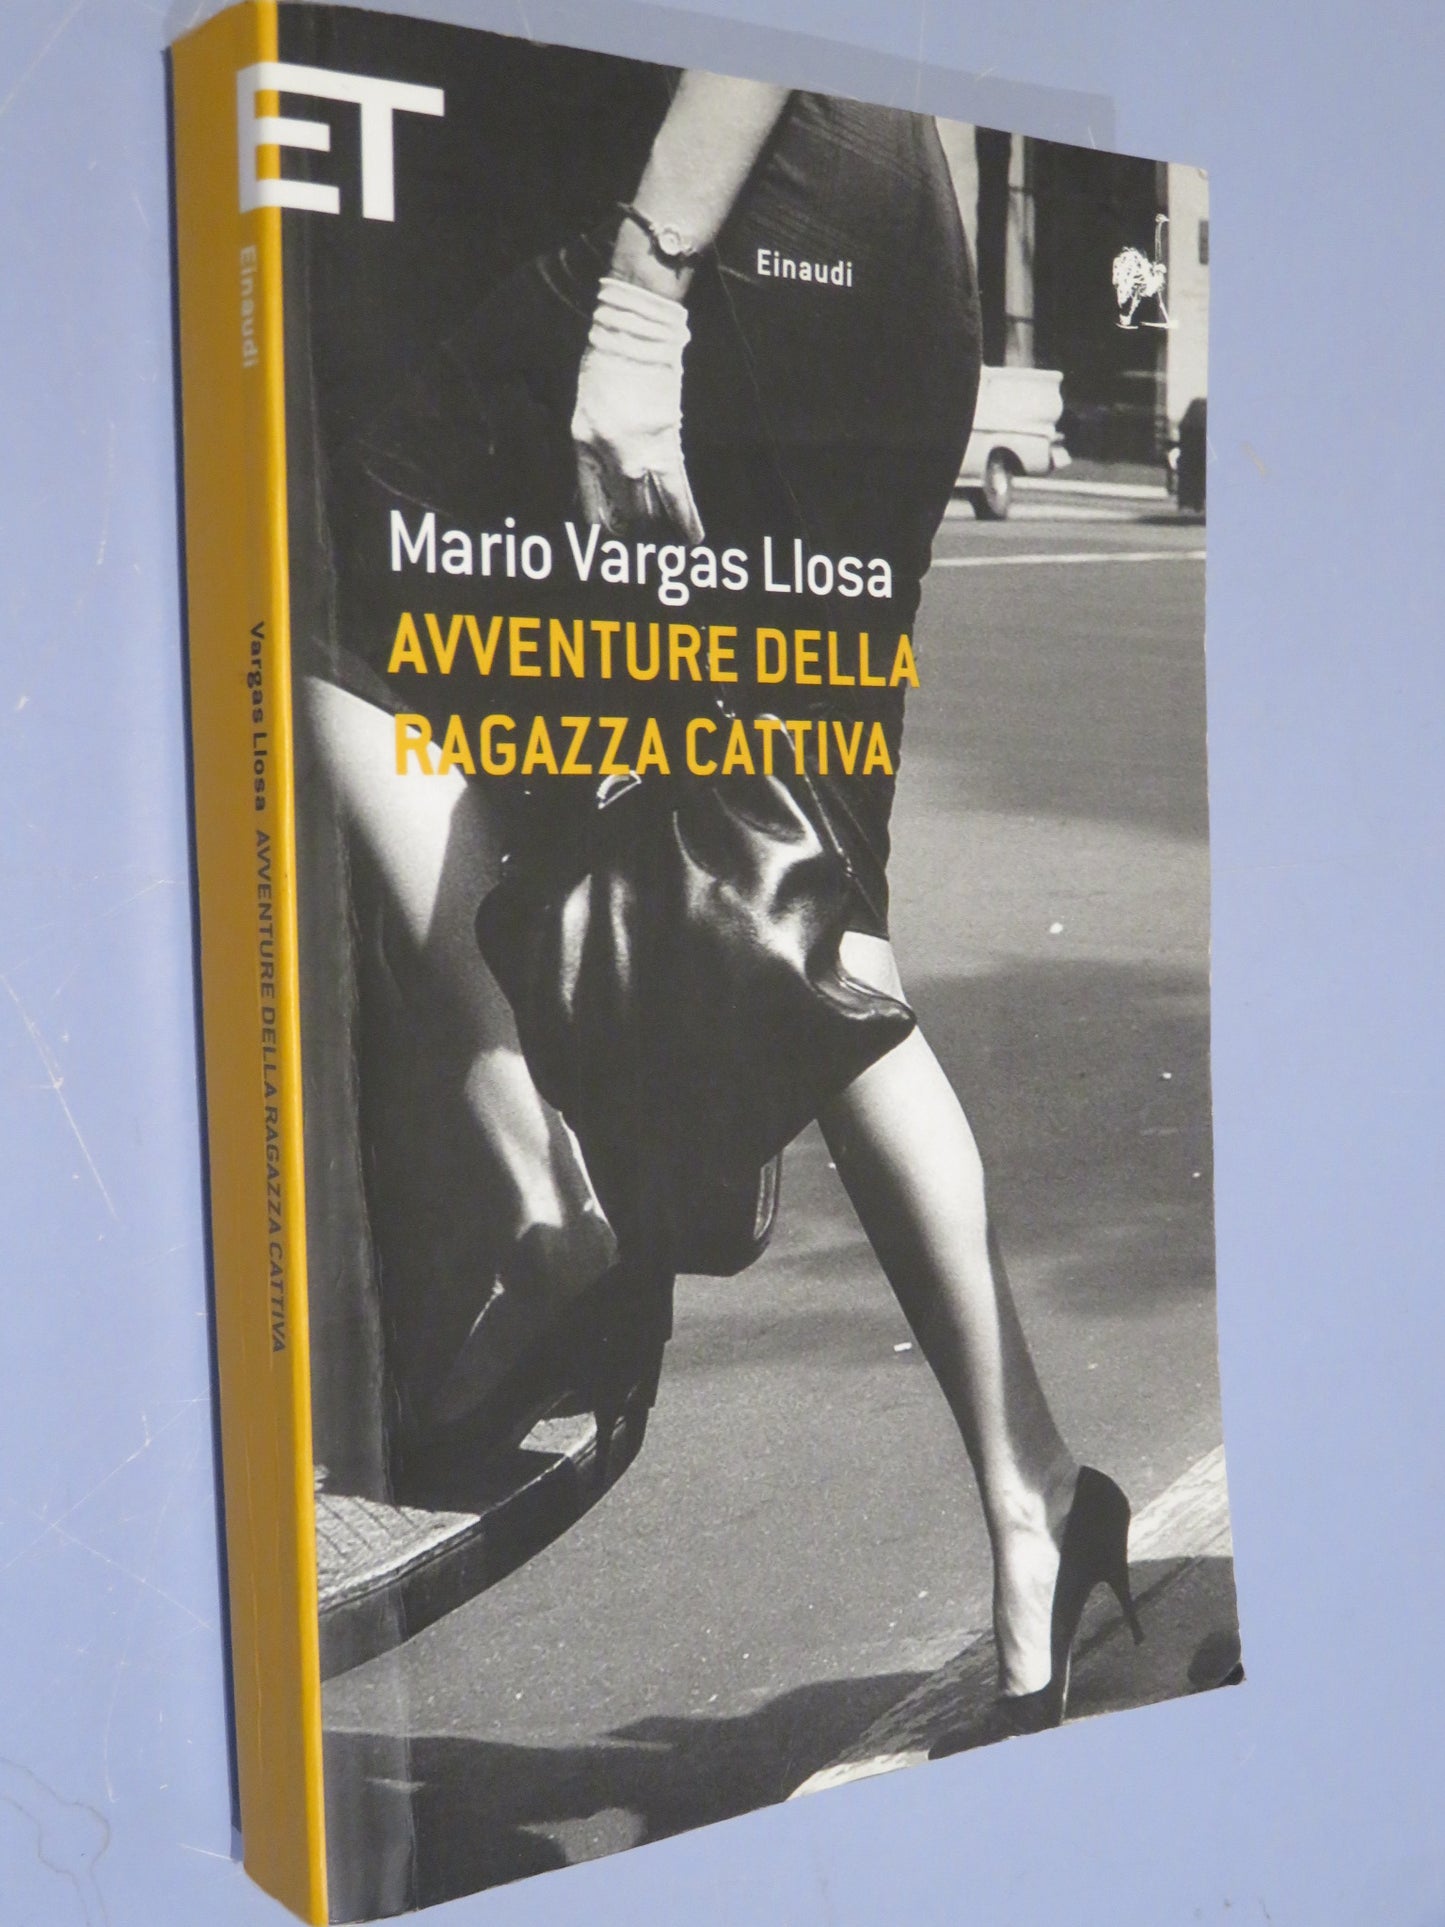 ET
Einaudi
Mario Vargas Llosa
AVVENTURE DELLA
RAGAZZA CATTIVA
Einaudi
Vargas Llosa AVVENTURE DELLA RAGAZZA CATTIVA